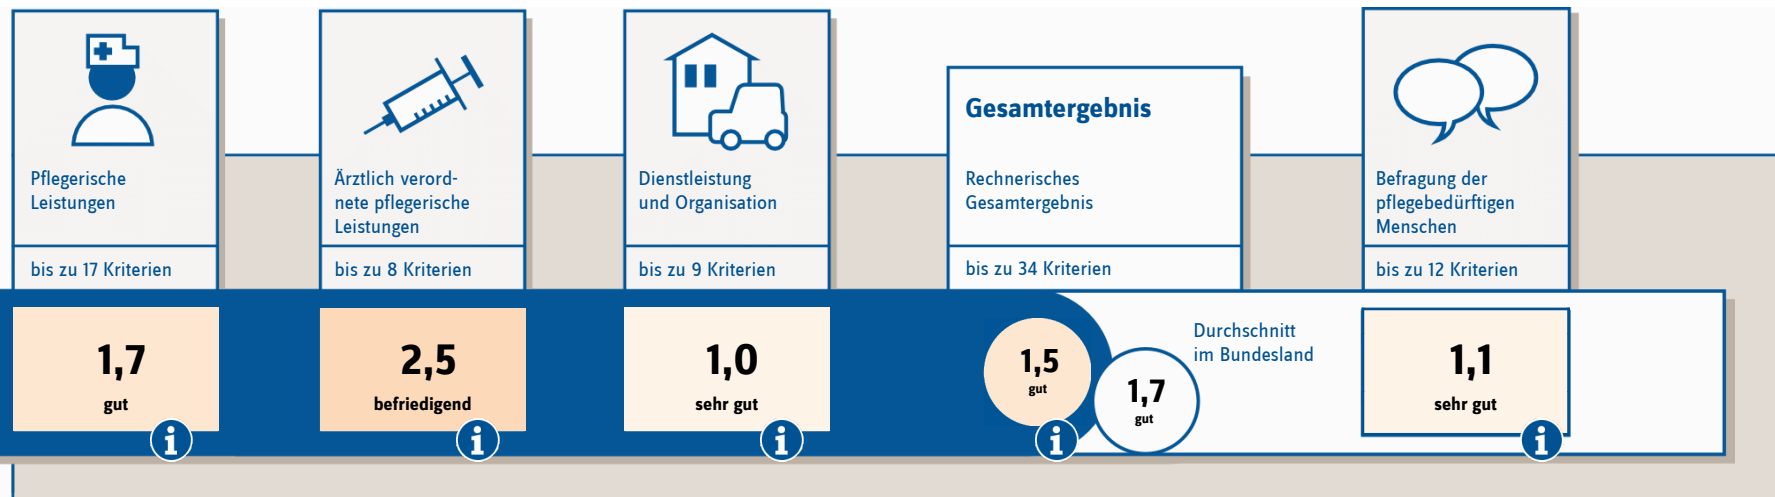 Pflegerische
Leistungen
bis zu 17 Kriterien
1,7
gut
i
Ärztlich verord-
nete pflegerische
Leistungen
bis zu 8 Kriterien
2,5
befriedigend
i
Dienstleistung
und Organisation
bis zu 9 Kriterien
1,0
sehr gut
i
Gesamtergebnis
Rechnerisches
Gesamtergebnis
bis zu 34 Kriterien
1,5
gut
i
1,7
gut
Durchschnitt
im Bundesland
Befragung der
pflegebedürftigen
Menschen
bis zu 12 Kriterien
1,1
sehr gut
i